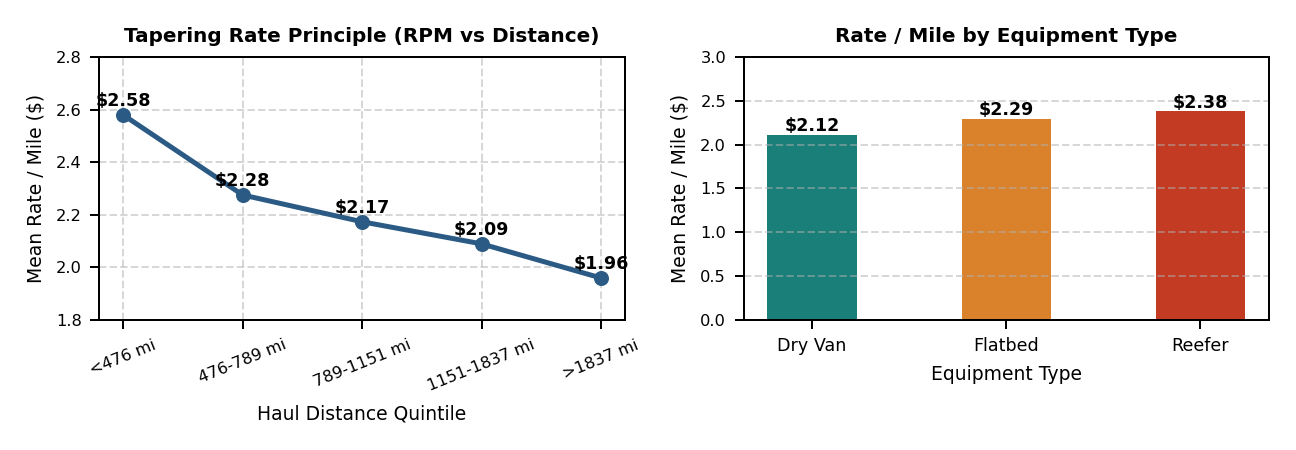 Tapering Rate Principle (RPM vs Distance)
Mean Rate / Mile ($)
2.8
2.6
2.4
2.2
2.0
1.8
$2.58
$2.28
$2.17
$2.09
$1.96
<476 mi
476-789 mi
789-1151 mi
1151-1837 mi
>1837 mi
Haul Distance Quintile
Rate / Mile by Equipment Type
Mean Rate / Mile ($)
3.0
2.5
2.0
1.5
1.0
0.5
0.0
$2.12
$2.29
$2.38
Dry Van
Flatbed
Reefer
Equipment Type